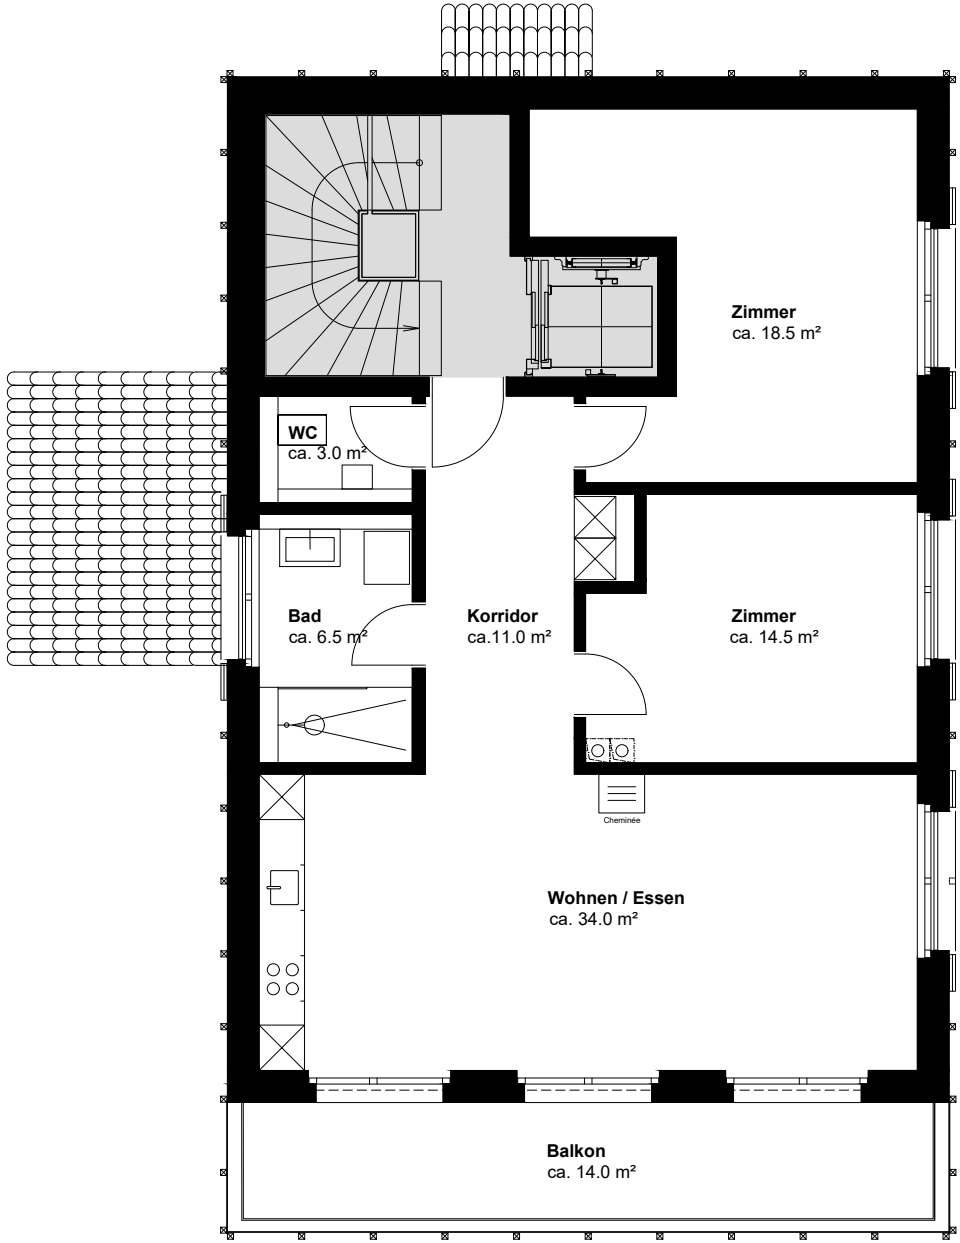 Zimmer
ca. 18.5 m²
WC
ca. 3.0 m²
Bad
ca. 6.5 m²
Korridor
ca.11.0 m²
Zimmer
ca. 14.5 m²
Cheminée
Wohnen / Essen
ca. 34.0 m²
Balkon
ca. 14.0 m²